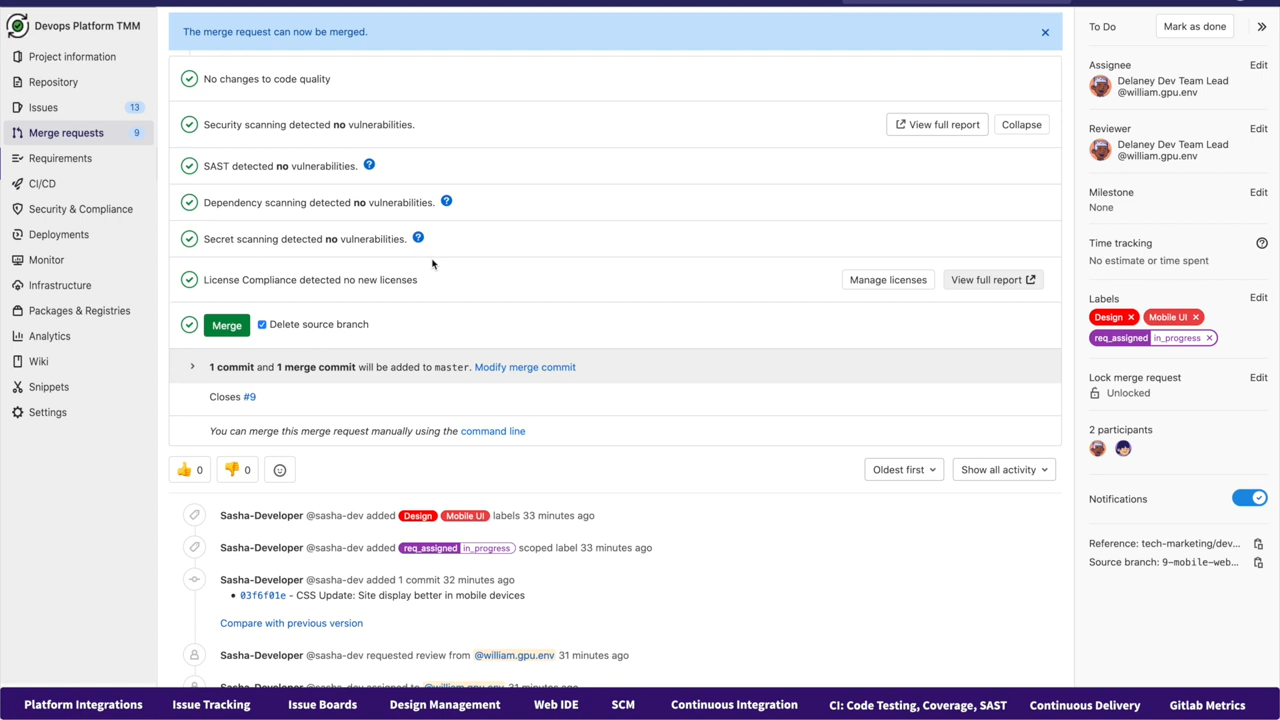 Devops Platform TMM
Project information
Repository
Issues 13
Merge requests 9
Requirements
CI/CD
Security & Compliance
Deployments
Monitor
Infrastructure
Packages & Registries
Analytics
Wiki
Snippets
Settings
The merge request can now be merged.
No changes to code quality
Security scanning detected no vulnerabilities. View full report Collapse
SAST detected no vulnerabilities.
Dependency scanning detected no vulnerabilities.
Secret scanning detected no vulnerabilities.
License Compliance detected no new licenses Manage licenses View full report
Merge Delete source branch
1 commit and 1 merge commit will be added to master. Modify merge commit
Closes #9
You can merge this merge request manually using the command line
0 0 Oldest first Show all activity
Sasha-Developer @sasha-dev added Design Mobile UI labels 33 minutes ago
Sasha-Developer @sasha-dev added req_assigned in_progress scoped label 33 minutes ago
Sasha-Developer @sasha-dev added 1 commit 32 minutes ago
• 03f6f01e - CSS Update: Site display better in mobile devices
Compare with previous version
Sasha-Developer @sasha-dev requested review from @william.gpu.env 31 minutes ago
Sasha-Developer @sasha-dev assigned to @william.gpu.env 31 minutes ago
To Do Mark as done
Assignee Edit
Delaney Dev Team Lead
@william.gpu.env
Reviewer Edit
Delaney Dev Team Lead
@william.gpu.env
Milestone Edit
None
Time tracking
No estimate or time spent
Labels Edit
Design Mobile UI
req_assigned in_progress
Lock merge request Edit
Unlocked
2 participants
Notifications
Reference: tech-marketing/dev...
Source branch: 9-mobile-web...
Platform Integrations Issue Tracking Issue Boards Design Management Web IDE SCM Continuous Integration CI: Code Testing, Coverage, SAST Continuous Delivery Gitlab Metrics